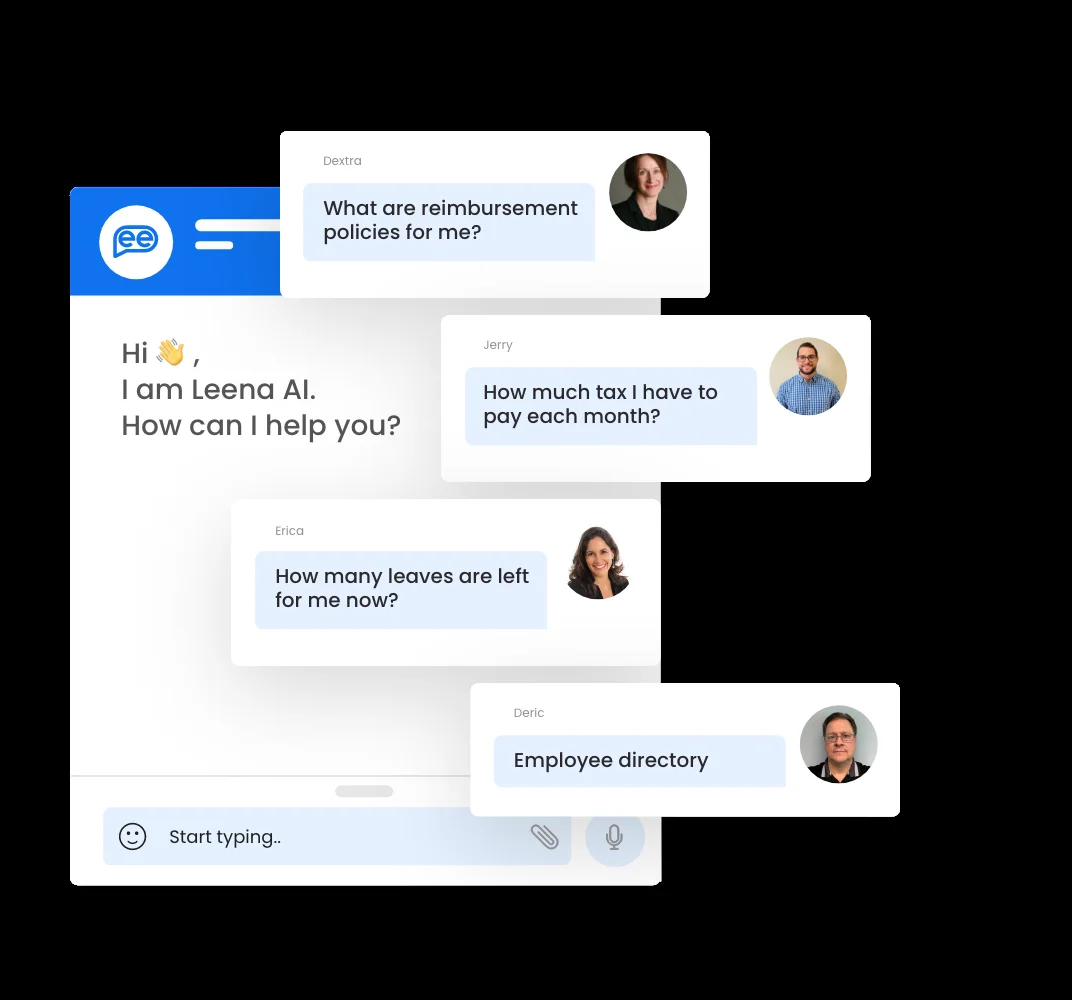 Dextra
What are reimbursement
policies for me?
ee
Jerry
Hi 👋 ,
How much tax I have to
I am Leena AI.
pay each month?
How can I help you?
Erica
How many leaves are left
for me now?
Deric
Employee directory
Start typing..